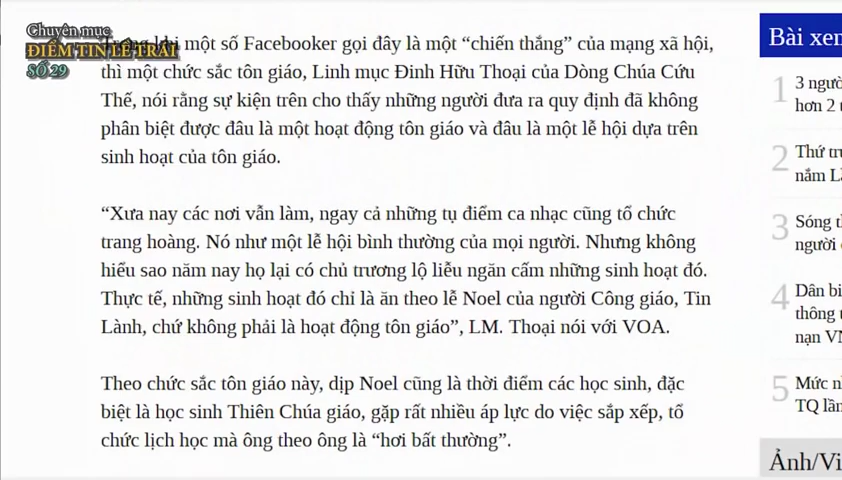 Chuyên mục
ĐIỂM TIN LỀ TRÁI
SỐ 29
Trong khi một số Facebooker gọi đây là một “chiến thắng” của mạng xã hội,
thì một chức sắc tôn giáo, Linh mục Đinh Hữu Thoại của Dòng Chúa Cứu
Thế, nói rằng sự kiện trên cho thấy những người đưa ra quy định đã không
phân biệt được đâu là một hoạt động tôn giáo và đâu là một lễ hội dựa trên
sinh hoạt của tôn giáo.
“Xưa nay các nơi vẫn làm, ngay cả những tụ điểm ca nhạc cũng tổ chức
trang hoàng. Nó như một lễ hội bình thường của mọi người. Nhưng không
hiểu sao năm nay họ lại có chủ trương lộ liễu ngăn cấm những sinh hoạt đó.
Thực tế, những sinh hoạt đó chỉ là ăn theo lễ Noel của người Công giáo, Tin
Lành, chứ không phải là hoạt động tôn giáo”, LM. Thoại nói với VOA.
Theo chức sắc tôn giáo này, dịp Noel cũng là thời điểm các học sinh, đặc
biệt là học sinh Thiên Chúa giáo, gặp rất nhiều áp lực do việc sắp xếp, tổ
chức lịch học mà ông theo ông là “hơi bất thường”.
Bài xem
1 3 ngườ
hơn 2 t
2 Thứ tr
nắm L
3 Sóng t
người
4 Dân bi
thông
nạn VN
5 Mức n
TQ lần
Ảnh/Vi